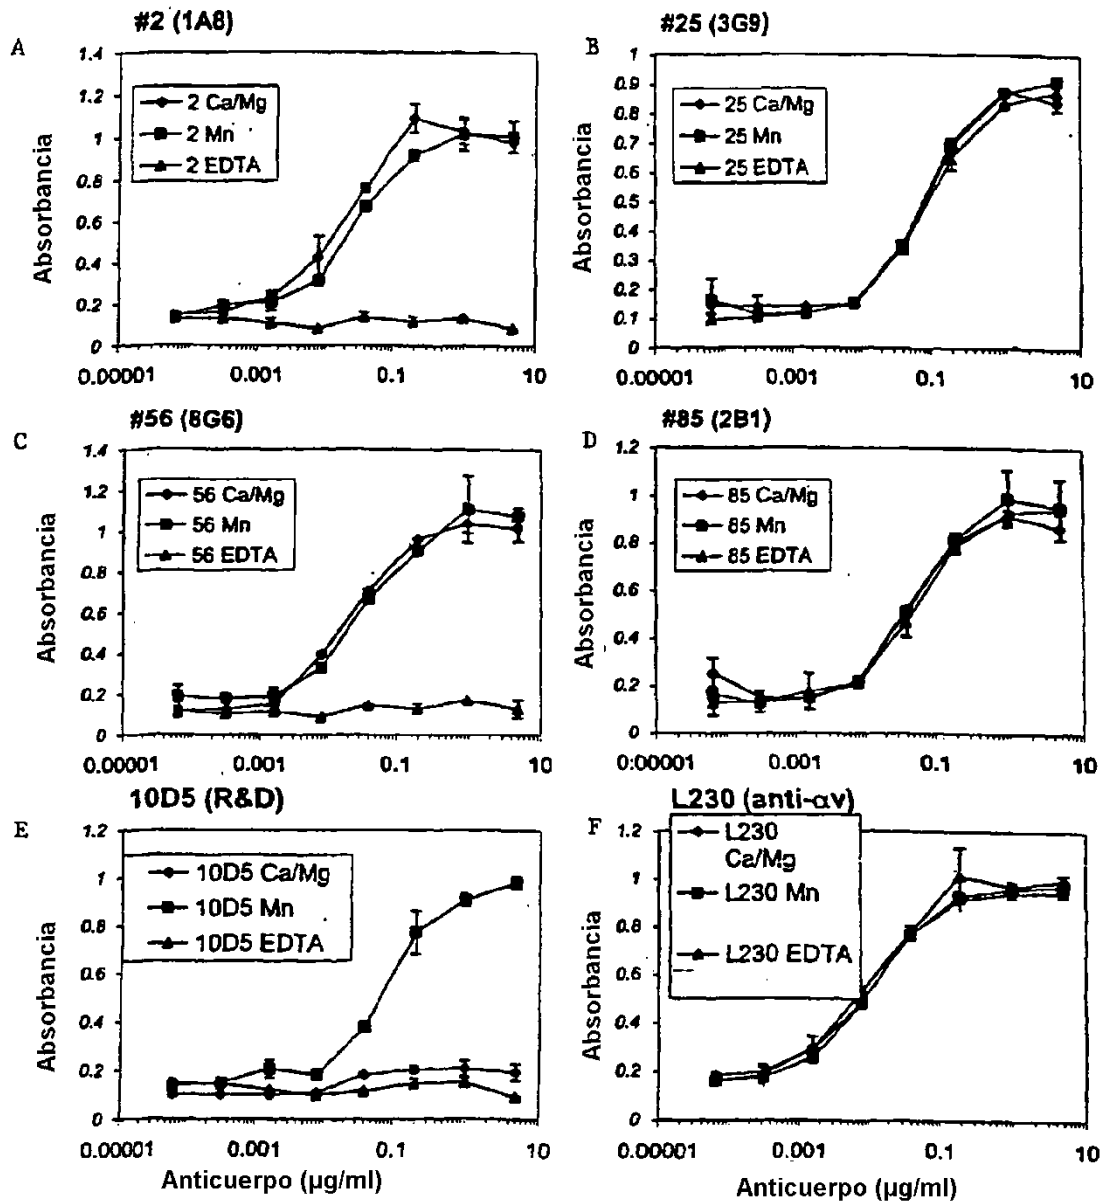 A
#2 (1A8)
1.4
1.2
1
0.8
0.6
0.4
0.2
0
Absorbancia
2 Ca/Mg
2 Mn
2 EDTA
0.00001
0.001
0.1
10
B
#25 (3G9)
1
0.9
0.8
0.7
0.6
0.5
0.4
0.3
0.2
0.1
0
Absorbancia
25 Ca/Mg
25 Mn
25 EDTA
0.00001
0.001
0.1
10
C
#56 (8G6)
1.4
1.2
1
0.8
0.6
0.4
0.2
0
Absorbancia
56 Ca/Mg
56 Mn
56 EDTA
0.00001
0.001
0.1
10
D
#85 (2B1)
1.2
1
0.8
0.6
0.4
0.2
0
Absorbancia
85 Ca/Mg
85 Mn
85 EDTA
0.00001
0.001
0.1
10
E
10D5 (R&D)
1.2
1
0.8
0.6
0.4
0.2
0
Absorbancia
10D5 Ca/Mg
10D5 Mn
10D5 EDTA
0.00001
0.001
0.1
10
Anticuerpo (µg/ml)
F
L230 (anti-αv)
1.2
1
0.8
0.6
0.4
0.2
0
Absorbancia
L230
Ca/Mg
L230 Mn
L230 EDTA
0.00001
0.001
0.1
10
Anticuerpo (µg/ml)